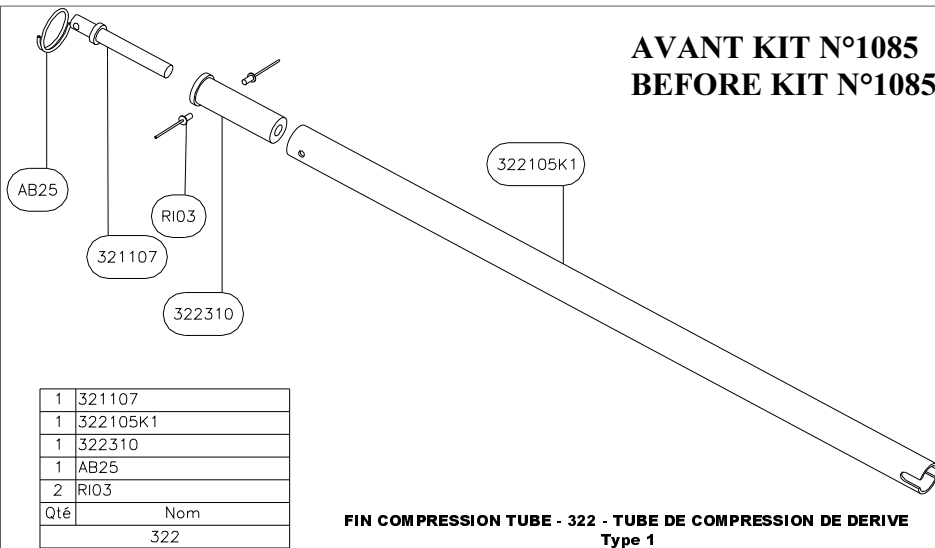 AVANT KIT N°1085
BEFORE KIT N°1085
322105K1
AB25
RI03
321107
322310
1 321107
1 322105K1
1 322310
1 AB25
2 RI03
Qté Nom
322
FIN COMPRESSION TUBE - 322 - TUBE DE COMPRESSION DE DERIVE
Type 1